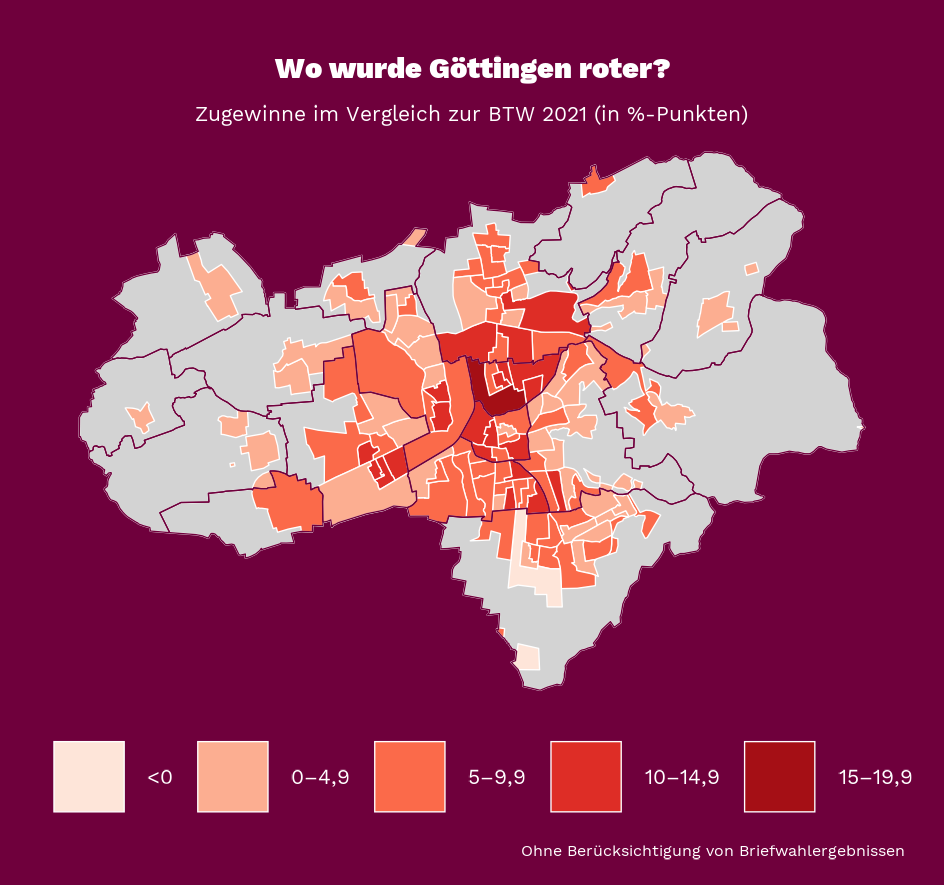 Wo wurde Göttingen roter?
Zugewinne im Vergleich zur BTW 2021 (in %-Punkten)
<0 0–4,9 5–9,9 10–14,9 15–19,9
Ohne Berücksichtigung von Briefwahlergebnissen